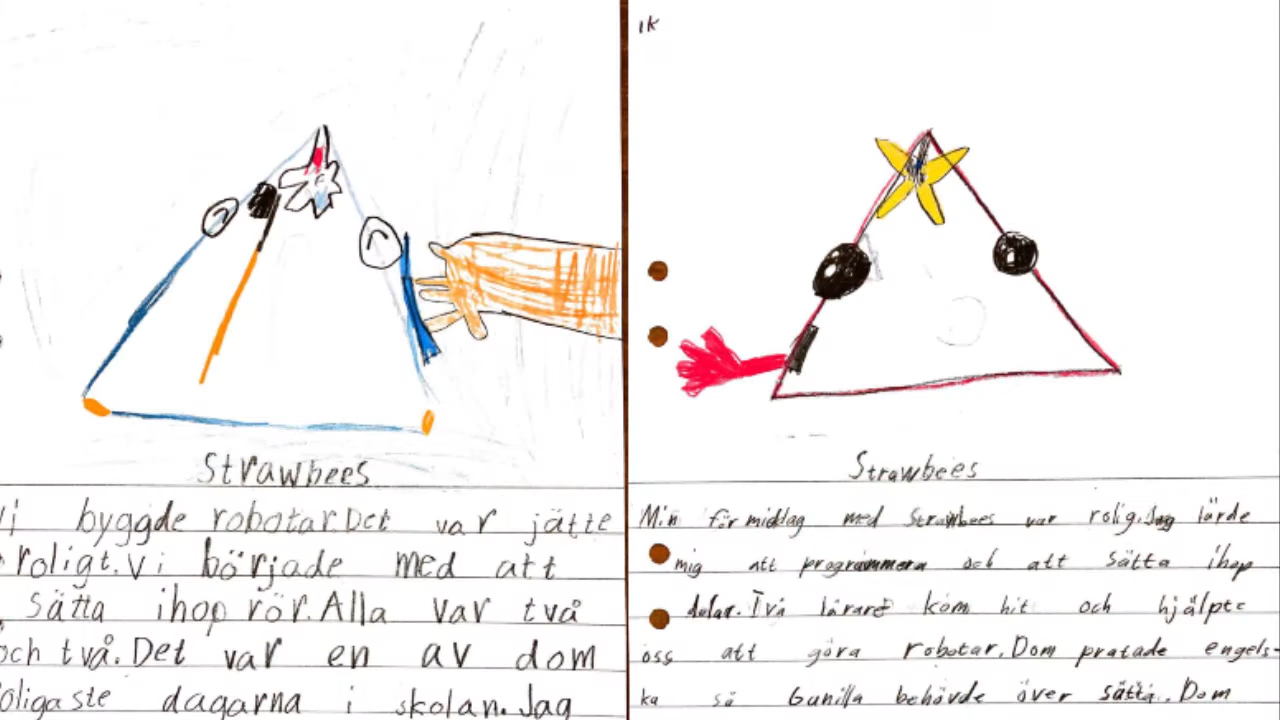 Strawbees
Vi byggde robotar. Det var jätte
roligt. Vi började med att
sätta ihop rör. Alla var två
och två. Det var en av dom
roligaste dagarna i skolan. Jag
1k
Strawbees
Min förmiddag med Strawbees var rolig. Jag lärde
mig att programmera och att sätta ihop
delar. Två lärare kom hit och hjälpte
oss att göra robotar. Dom pratade engels-
ka så Gunilla behövde över sätta. Dom